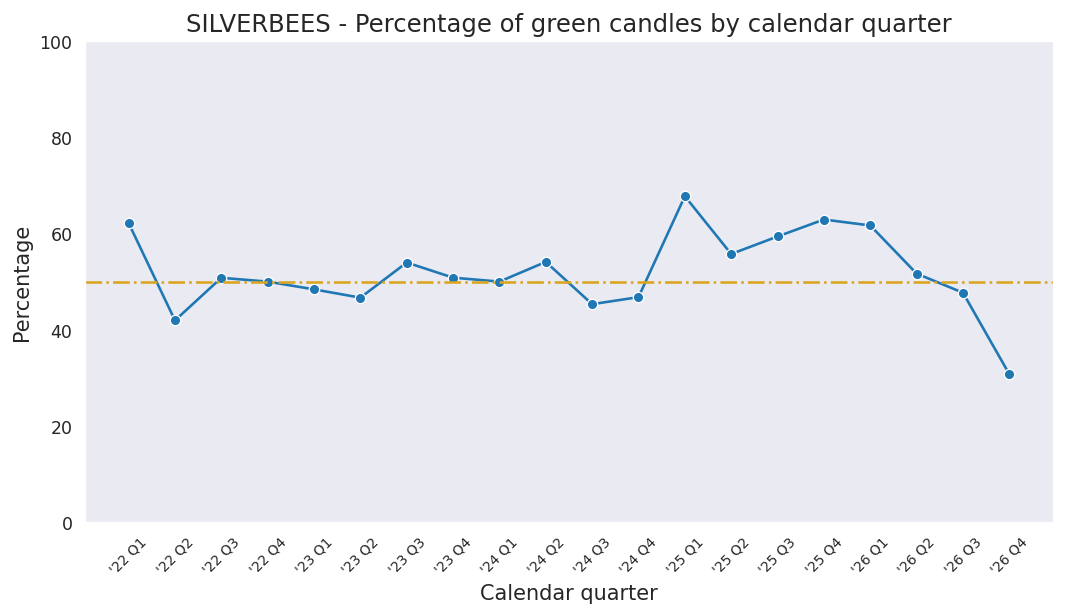 SILVERBEES - Percentage of green candles by calendar quarter
100
80
60
40
20
0
Percentage
'22 Q1
'22 Q2
'22 Q3
'22 Q4
'23 Q1
'23 Q2
'23 Q3
'23 Q4
'24 Q1
'24 Q2
'24 Q3
'24 Q4
'25 Q1
'25 Q2
'25 Q3
'25 Q4
'26 Q1
'26 Q2
'26 Q3
'26 Q4
Calendar quarter